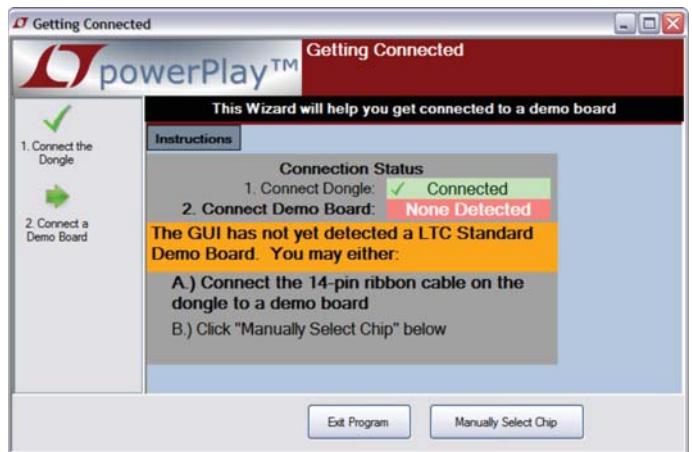 Getting Connected
powerPlay™
Getting Connected
This Wizard will help you get connected to a demo board
1. Connect the
Dongle
2. Connect a
Demo Board
Instructions
Connection Status
1. Connect Dongle: ✓ Connected
2. Connect Demo Board: None Detected
The GUI has not yet detected a LTC Standard
Demo Board. You may either:
A.) Connect the 14-pin ribbon cable on the
dongle to a demo board
B.) Click "Manually Select Chip" below
Exit Program
Manually Select Chip